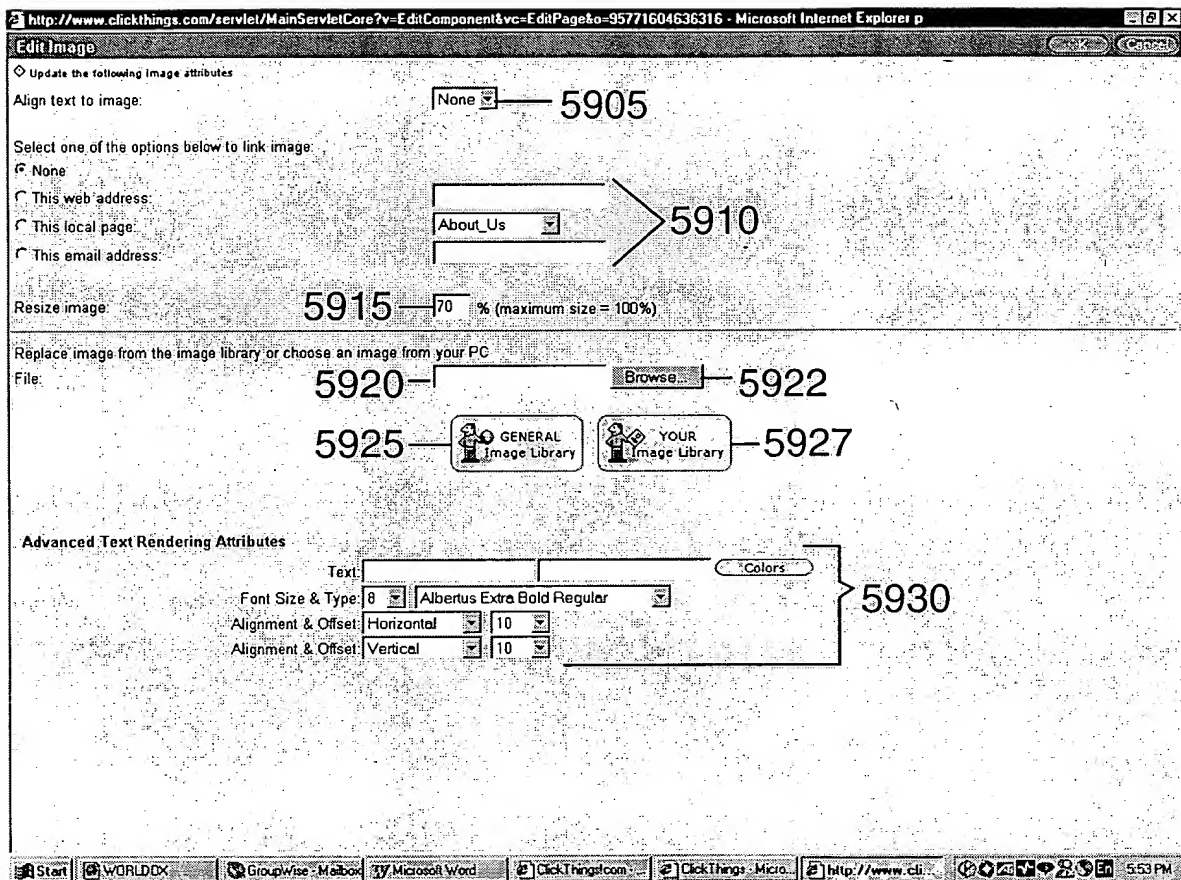 http://www.clickthings.com/servlet/MainServletCore?v=EditComponent&vc=EditPage&o=95771604636316 - Microsoft Internet Explorer p
Edit Image Cancel
Update the following image attributes
Align text to image: None 5905
Select one of the options below to link image:
None
This web address:
This local page: About_Us 5910
This email address:
Resize image: 5915 70 % (maximum size = 100%)
Replace image from the image library or choose an image from your PC
File: 5920 Browse... 5922
5925 GENERAL Image Library YOUR Image Library 5927
Advanced Text Rendering Attributes
Text: Colors
Font Size & Type: 8 Albertus Extra Bold Regular 5930
Alignment & Offset: Horizontal 10
Alignment & Offset: Vertical 10
Start WORLDOX GroupWise - Mailbox Microsoft Word ClickThings!com - ClickThings - Micro... http://www.cli... En 5:53 PM